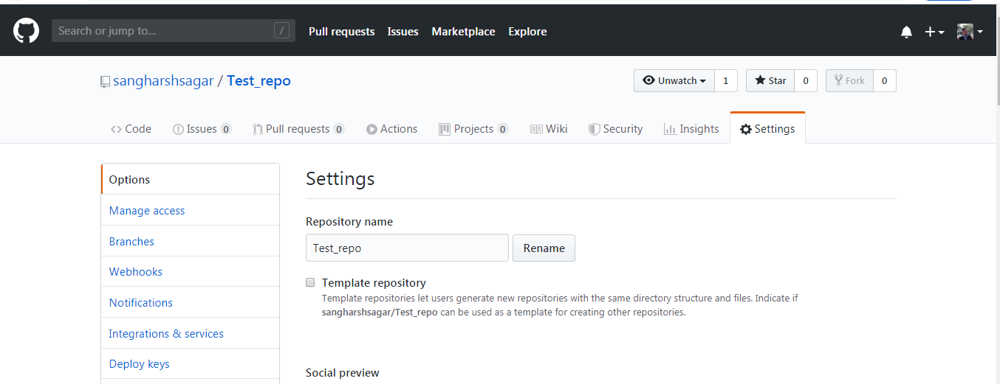 Search or jump to... / Pull requests Issues Marketplace Explore
sangharshsagar / Test_repo Unwatch 1 Star 0 Fork 0
Code Issues 0 Pull requests 0 Actions Projects 0 Wiki Security Insights Settings
Options
Manage access
Branches
Webhooks
Notifications
Integrations & services
Deploy keys
Settings
Repository name
Test_repo Rename
Template repository
Template repositories let users generate new repositories with the same directory structure and files. Indicate if
sangharshsagar/Test_repo can be used as a template for creating other repositories.
Social preview